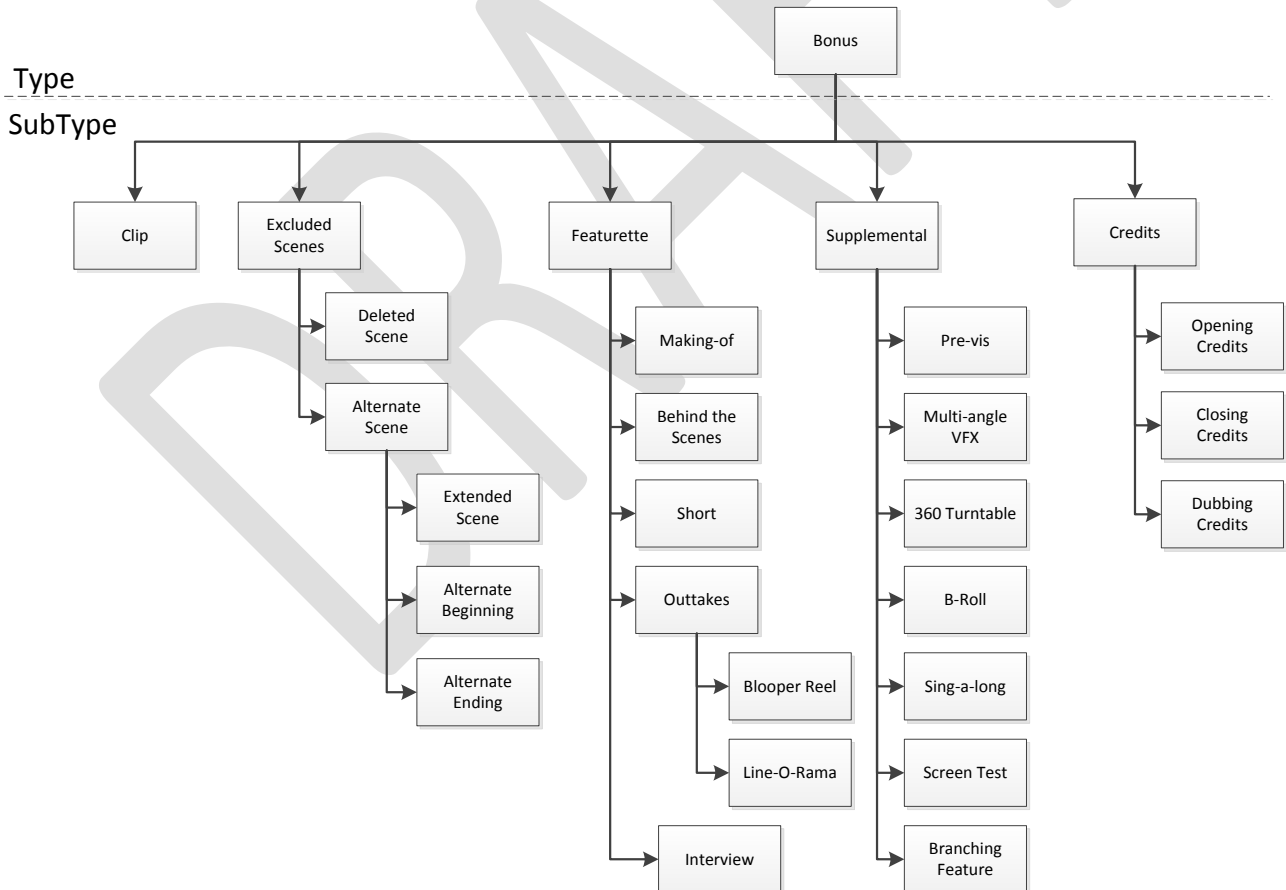 Bonus
Type
SubType
Clip
Excluded
Scenes
Featurette
Supplemental
Credits
Deleted
Scene
Making-of
Pre-vis
Opening
Credits
Alternate
Scene
Behind the
Scenes
Multi-angle
VFX
Closing
Credits
Extended
Scene
Short
360 Turntable
Dubbing
Credits
Alternate
Beginning
Outtakes
B-Roll
Alternate
Ending
Blooper Reel
Sing-a-long
Line-O-Rama
Screen Test
Interview
Branching
Feature